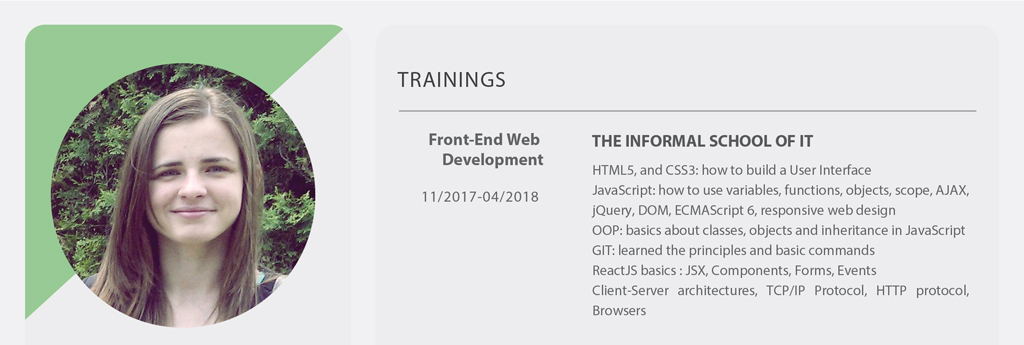 TRAININGS
Front-End Web
Development
11/2017-04/2018
THE INFORMAL SCHOOL OF IT
HTML5, and CSS3: how to build a User Interface
JavaScript: how to use variables, functions, objects, scope, AJAX,
jQuery, DOM, ECMAScript 6, responsive web design
OOP: basics about classes, objects and inheritance in JavaScript
GIT: learned the principles and basic commands
ReactJS basics : JSX, Components, Forms, Events
Client-Server architectures, TCP/IP Protocol, HTTP protocol,
Browsers